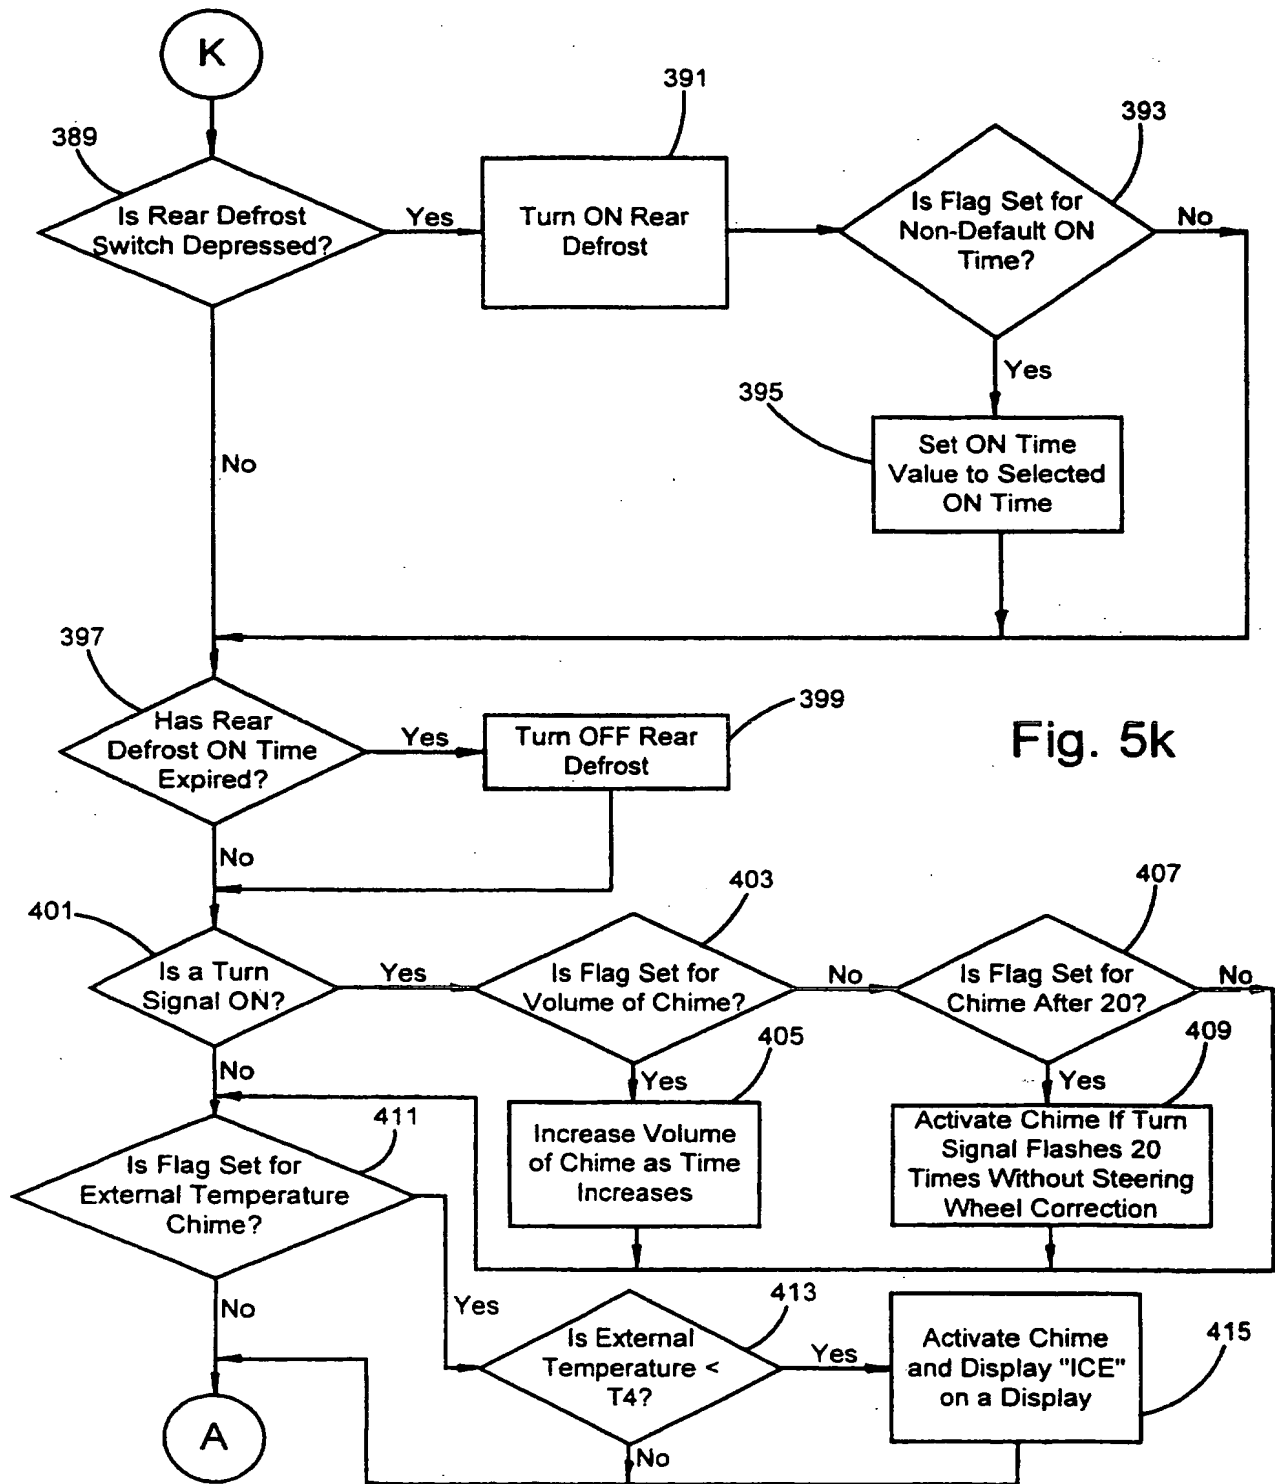 K
389
Is Rear Defrost
Switch Depressed?
Yes
391
Turn ON Rear
Defrost
393
Is Flag Set for
Non-Default ON
Time?
No
Yes
395
Set ON Time
Value to Selected
ON Time
No
397
Has Rear
Defrost ON Time
Expired?
Yes
399
Turn OFF Rear
Defrost
Fig. 5k
No
401
Is a Turn
Signal ON?
Yes
403
Is Flag Set for
Volume of Chime?
No
407
Is Flag Set for
Chime After 20?
No
No
Yes
405
Increase Volume
of Chime as Time
Increases
Yes
409
Activate Chime If Turn
Signal Flashes 20
Times Without Steering
Wheel Correction
411
Is Flag Set for
External Temperature
Chime?
No
Yes
413
Is External
Temperature <
T4?
Yes
415
Activate Chime
and Display "ICE"
on a Display
No
A